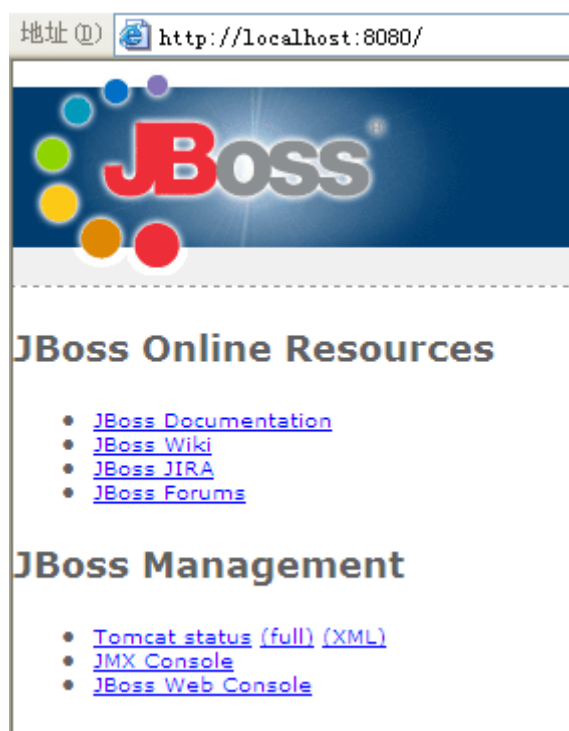 地址(D) http://localhost:8080/
JBoss®
JBoss Online Resources
JBoss Documentation
JBoss Wiki
JBoss JIRA
JBoss Forums
JBoss Management
Tomcat status (full) (XML)
JMX Console
JBoss Web Console